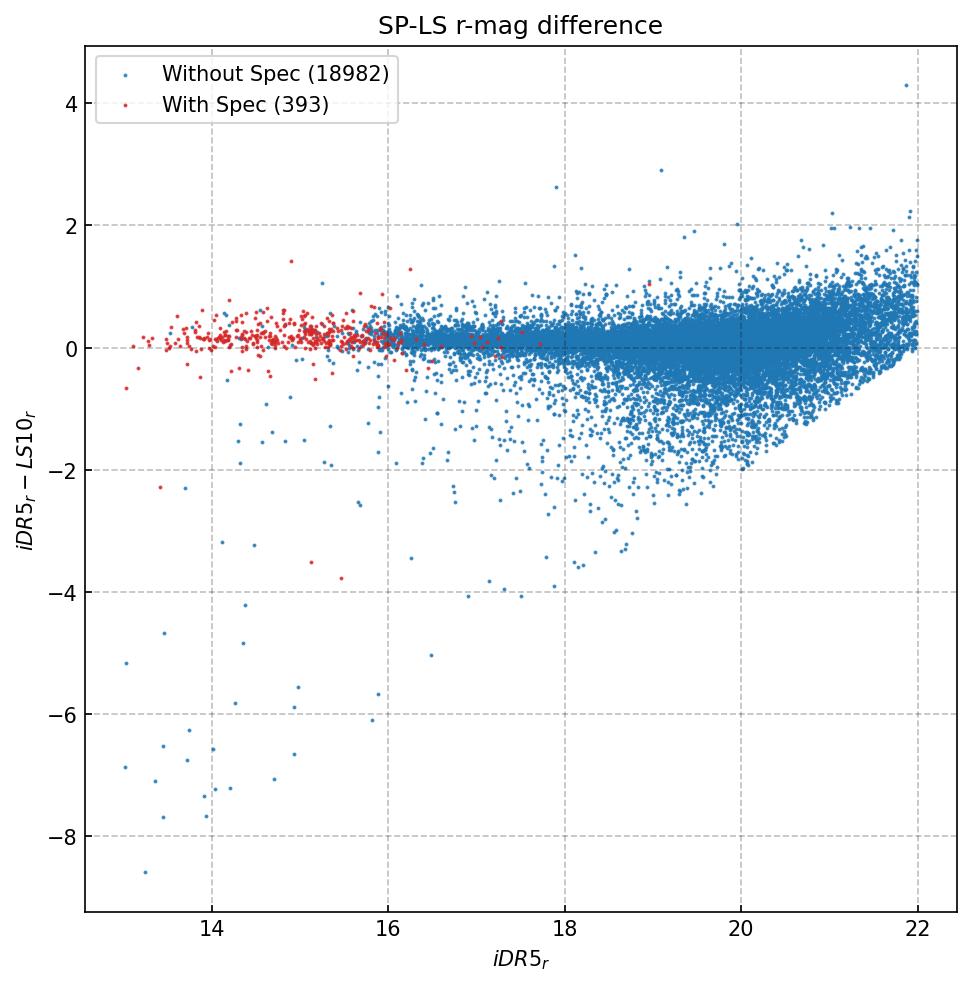 SP-LS r-mag difference
Without Spec (18982)
With Spec (393)
4
2
0
−2
−4
−6
−8
iDR5r − LS10r
14
16
18
20
22
iDR5r